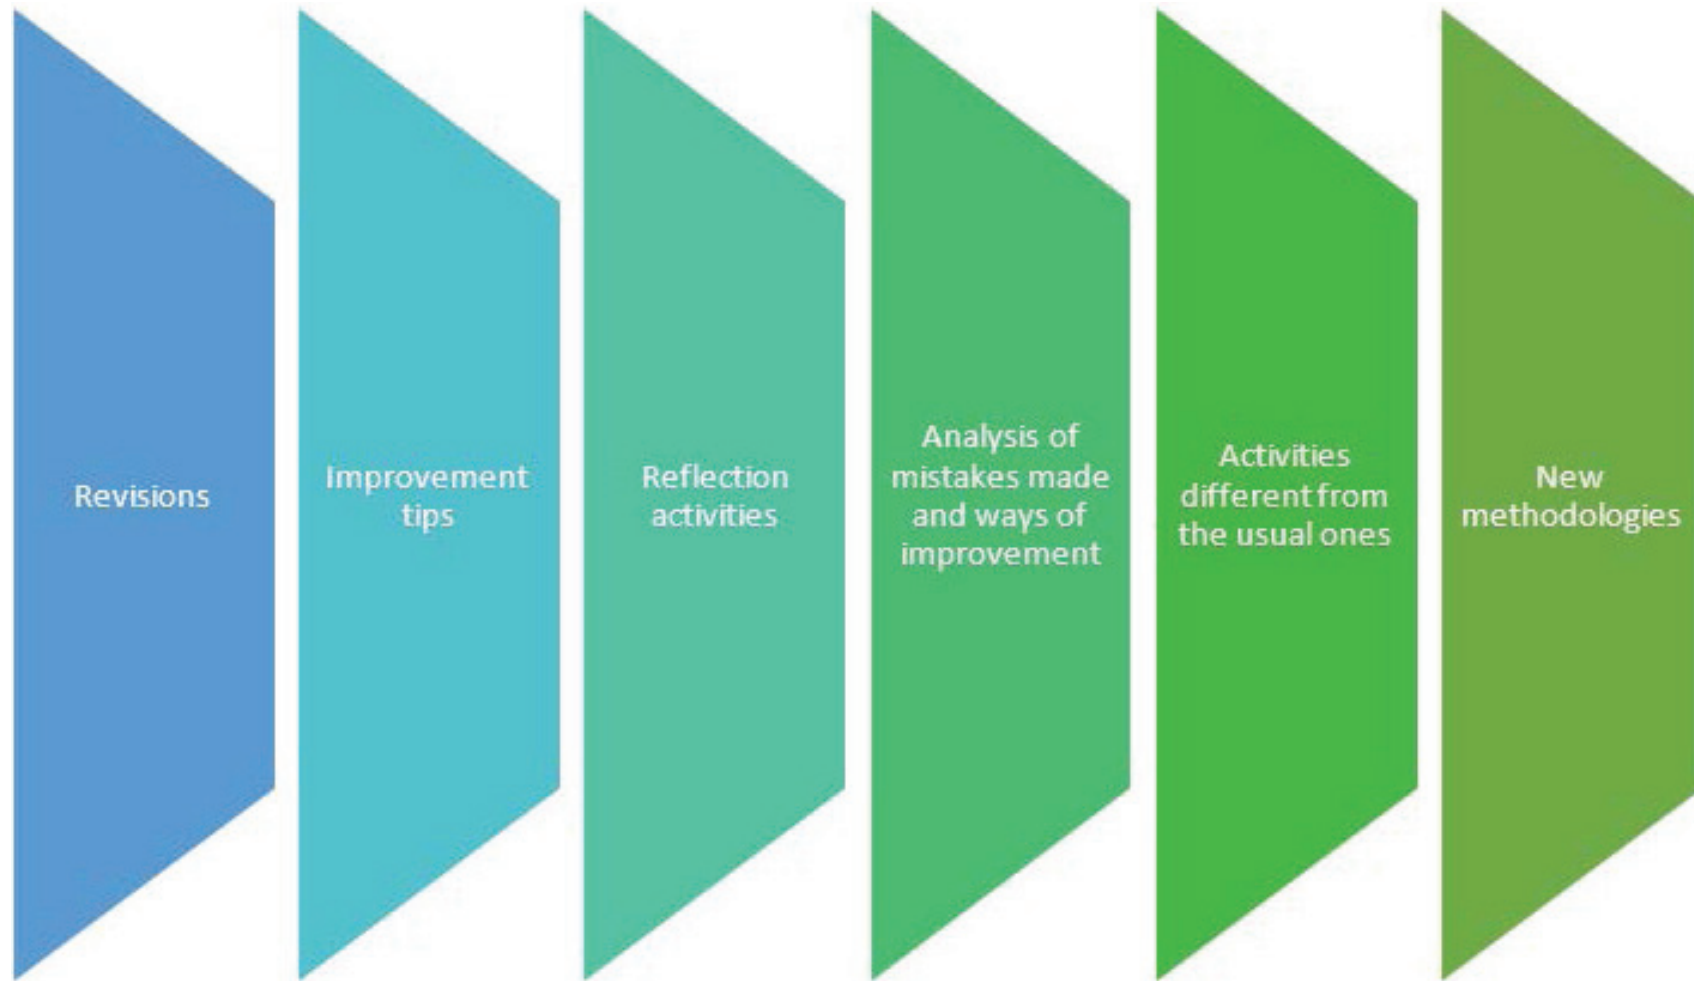 Revisions
Improvement
tips
Reflection
activities
Analysis of
mistakes made
and ways of
improvement
Activities
different from
the usual ones
New
methodologies